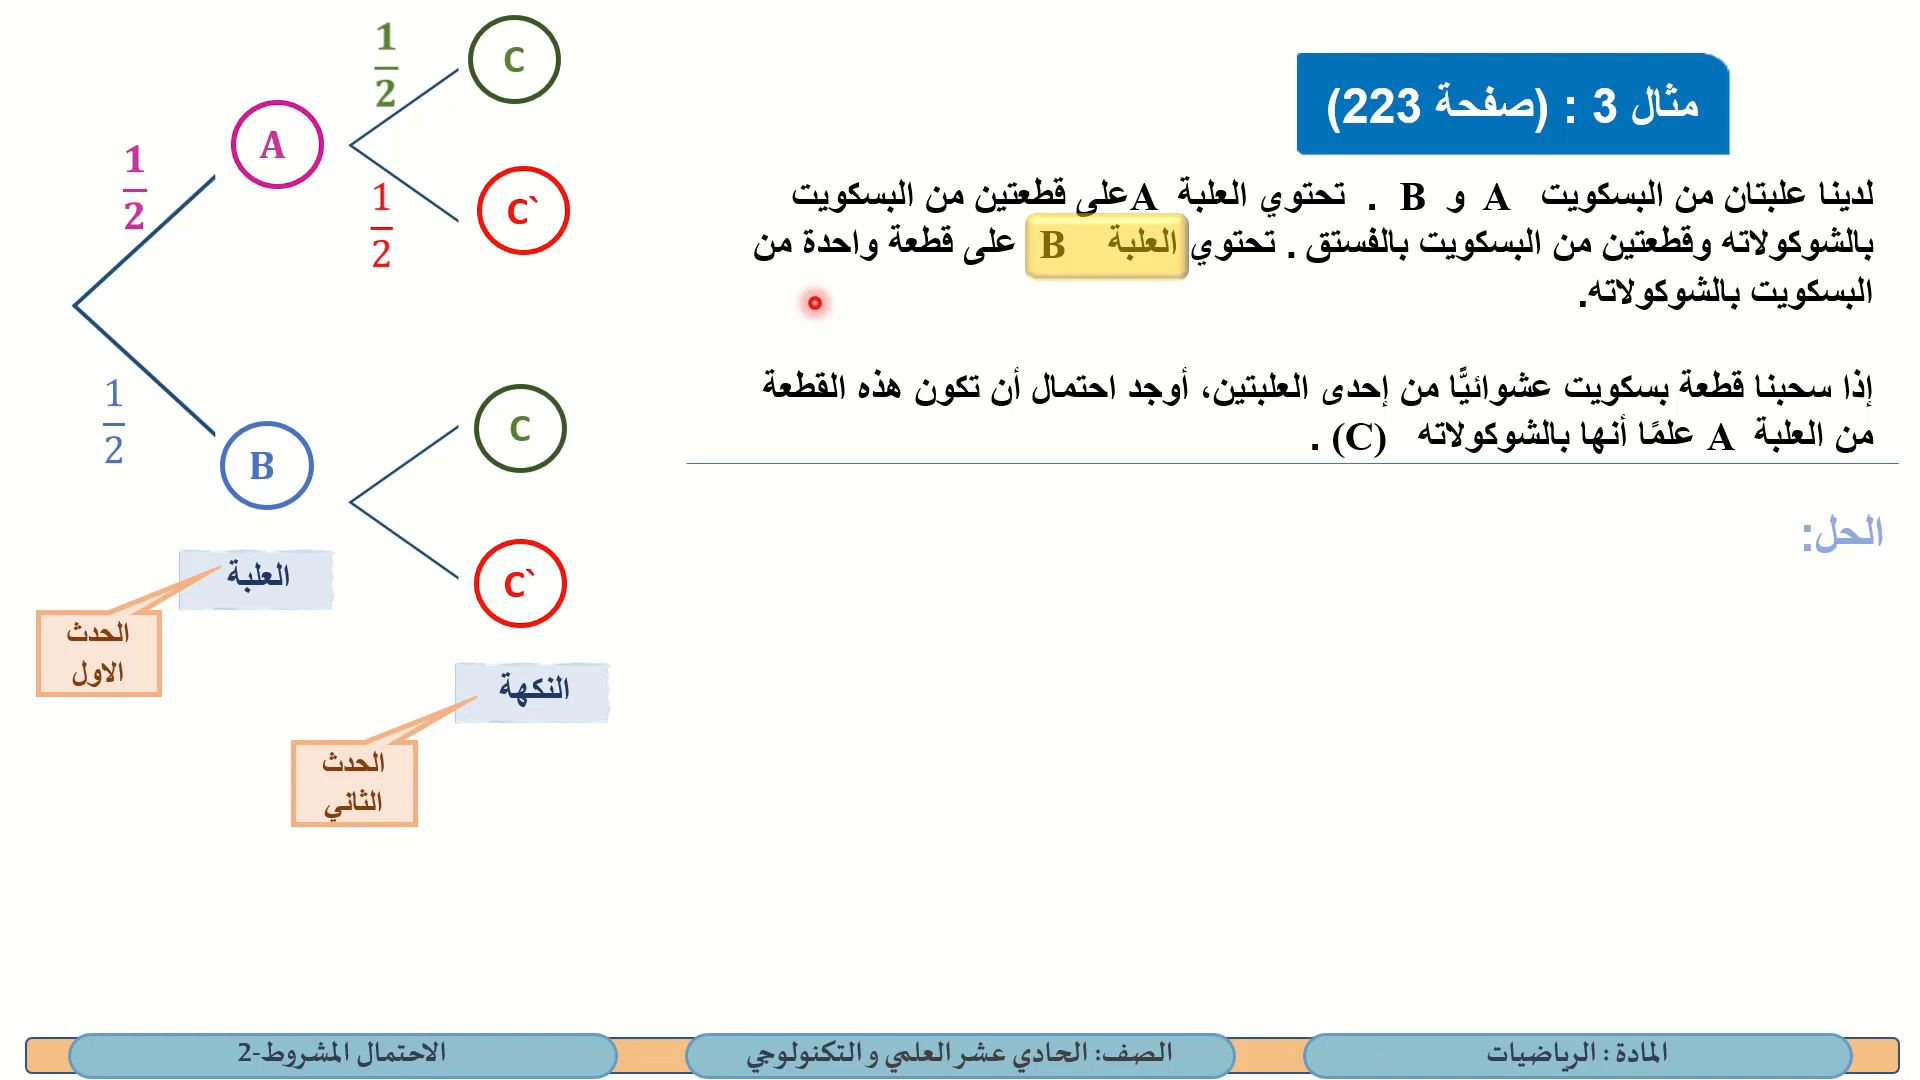 مثال 3 : (صفحة 223)
لدينا علبتان من البسكويت A و B . تحتوي العلبة A على قطعتين من البسكويت
بالشوكولاته وقطعتين من البسكويت بالفستق . تحتوي العلبة B على قطعة واحدة من
البسكويت بالشوكولاته.
إذا سحبنا قطعة بسكويت عشوائيًّا من إحدى العلبتين، أوجد احتمال أن تكون هذه القطعة
من العلبة A علمًا أنها بالشوكولاته (C) .
الحل:
1/2
C
A
1/2
1/2
C`
1/2
B
C
C`
العلبة
الحدث
الاول
النكهة
الحدث
الثاني
المادة : الرياضيات
الصف: الحادي عشر العلمي و التكنولوجي
الاحتمال المشروط-2